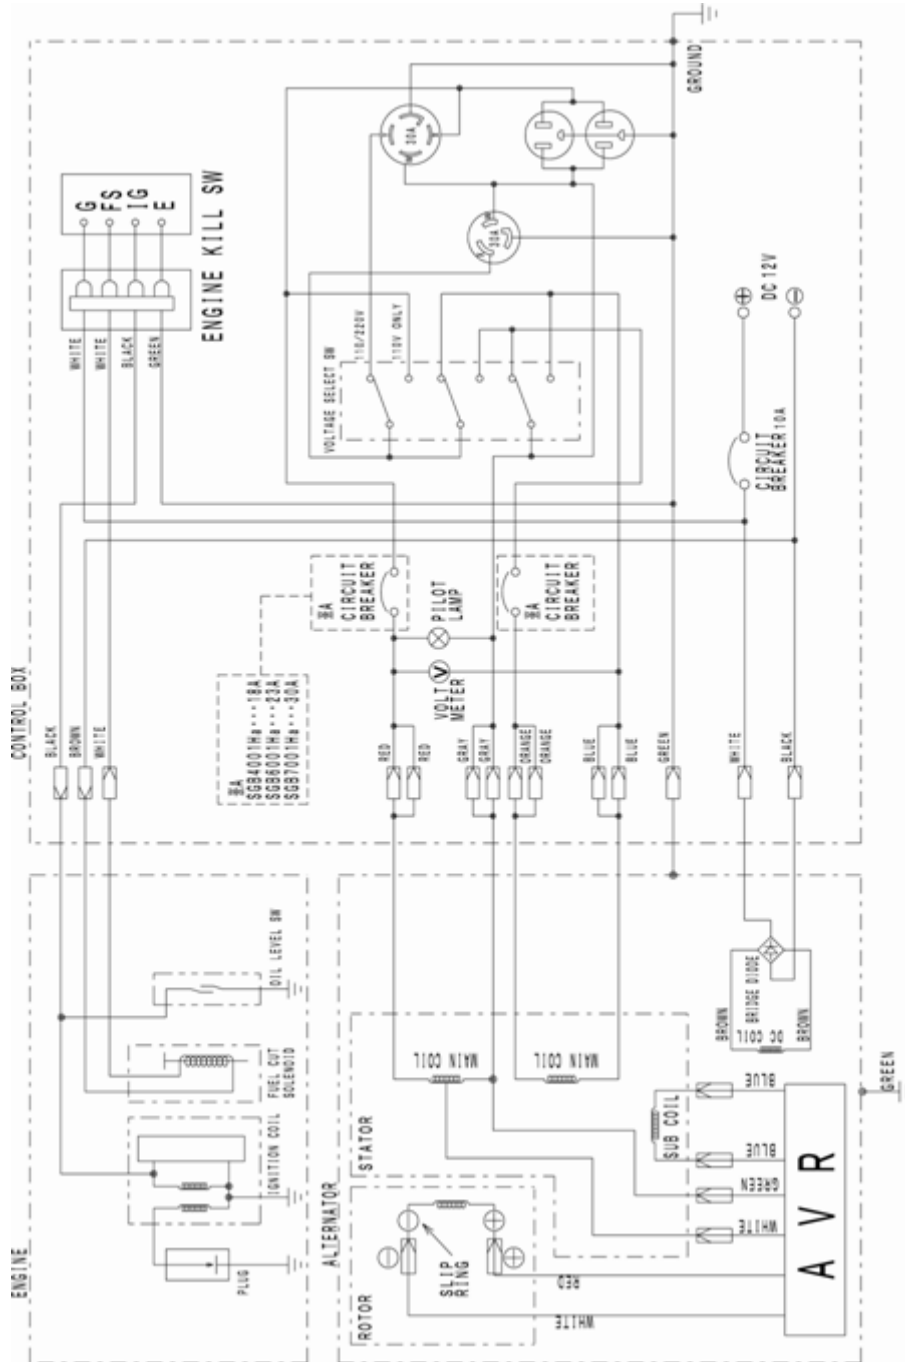 GROUND
ENGINE KILL SW
G
FS
IG
E
WHITE
WHITE
BLACK
GREEN
30A
30A
110/220V
110V ONLY
VOLTAGE SELECT SW
DC 12V
+
-
CIRCUIT
BREAKER 10A
※A
CIRCUIT
BREAKER
※A
CIRCUIT
BREAKER
PILOT
LAMP
V
VOLT
METER
※A
SGB4001Ha･･･18A
SGB6001Ha･･･23A
SGB7001Ha･･･30A
CONTROL BOX
BLACK
BROWN
WHITE
RED
RED
GRAY
GRAY
ORANGE
ORANGE
BLUE
BLUE
GREEN
WHITE
BLACK
OIL LEVEL SW
FUEL CUT
SOLENOID
IGNITION COIL
PLUG
ENGINE
ALTERNATOR
STATOR
MAIN COIL
MAIN COIL
SUB COIL
BROWN
BRIDGE DIODE
DC COIL
BROWN
BLUE
BLUE
GREEN
WHITE
GREEN
ROTOR
SLIP
RING
RED
WHITE
AVR